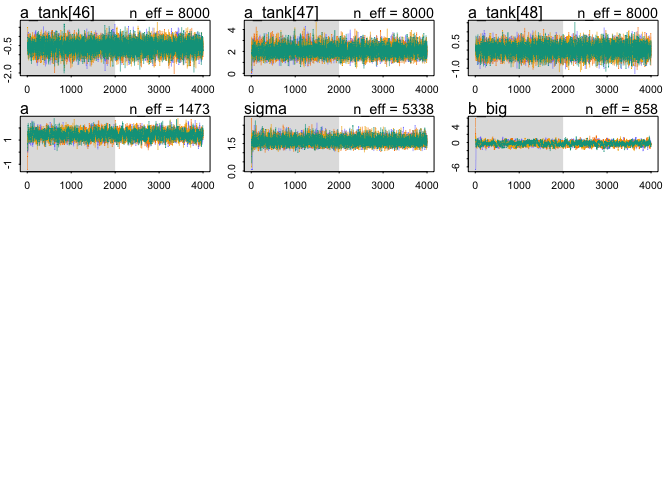 a_tank[46] n_eff = 8000
-0.5
-2.0
0 1000 2000 3000 4000
a_tank[47] n_eff = 8000
4
2
0
0 1000 2000 3000 4000
a_tank[48] n_eff = 8000
0.5
-1.0
0 1000 2000 3000 4000
a n_eff = 1473
1
-1
0 1000 2000 3000 4000
sigma n_eff = 5338
1.5
0.0
0 1000 2000 3000 4000
b_big n_eff = 858
4
0
-6
0 1000 2000 3000 4000